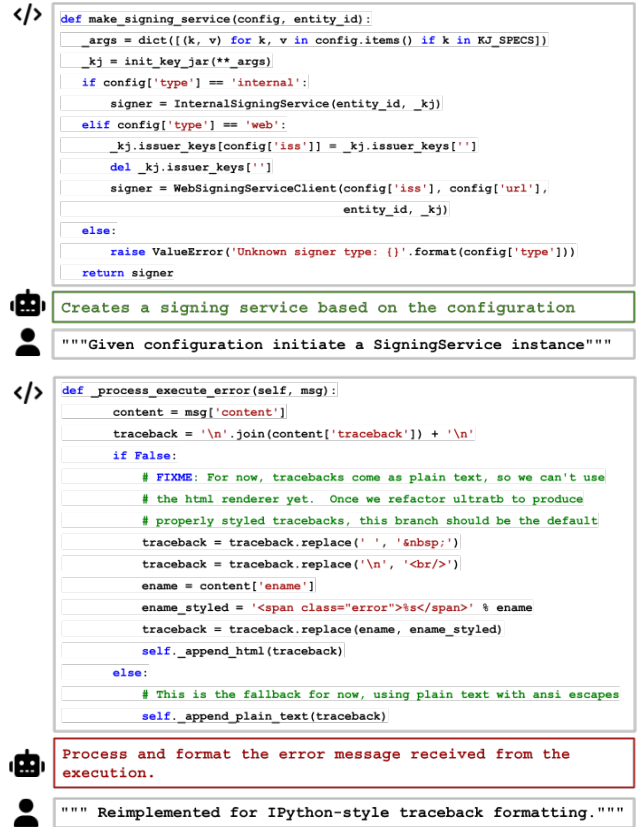 </>
def make_signing_service(config, entity_id):
    _args = dict([(k, v) for k, v in config.items() if k in KJ_SPECS])
    _kj = init_key_jar(**_args)
    if config['type'] == 'internal':
        signer = InternalSigningService(entity_id, _kj)
    elif config['type'] == 'web':
        _kj.issuer_keys[config['iss']] = _kj.issuer_keys['']
        del _kj.issuer_keys['']
        signer = WebSigningServiceClient(config['iss'], config['url'],
                                         entity_id, _kj)
    else:
        raise ValueError('Unknown signer type: {}'.format(config['type']))
    return signer
Creates a signing service based on the configuration
"""Given configuration initiate a SigningService instance"""
</>
def _process_execute_error(self, msg):
        content = msg['content']
        traceback = '\n'.join(content['traceback']) + '\n'
        if False:
            # FIXME: For now, tracebacks come as plain text, so we can't use
            # the html renderer yet.  Once we refactor ultratb to produce
            # properly styled tracebacks, this branch should be the default
            traceback = traceback.replace(' ', '&nbsp;')
            traceback = traceback.replace('\n', '<br/>')
            ename = content['ename']
            ename_styled = '<span class="error">%s</span>' % ename
            traceback = traceback.replace(ename, ename_styled)
            self._append_html(traceback)
        else:
            # This is the fallback for now, using plain text with ansi escapes
            self._append_plain_text(traceback)
Process and format the error message received from the
execution.
""" Reimplemented for IPython-style traceback formatting."""